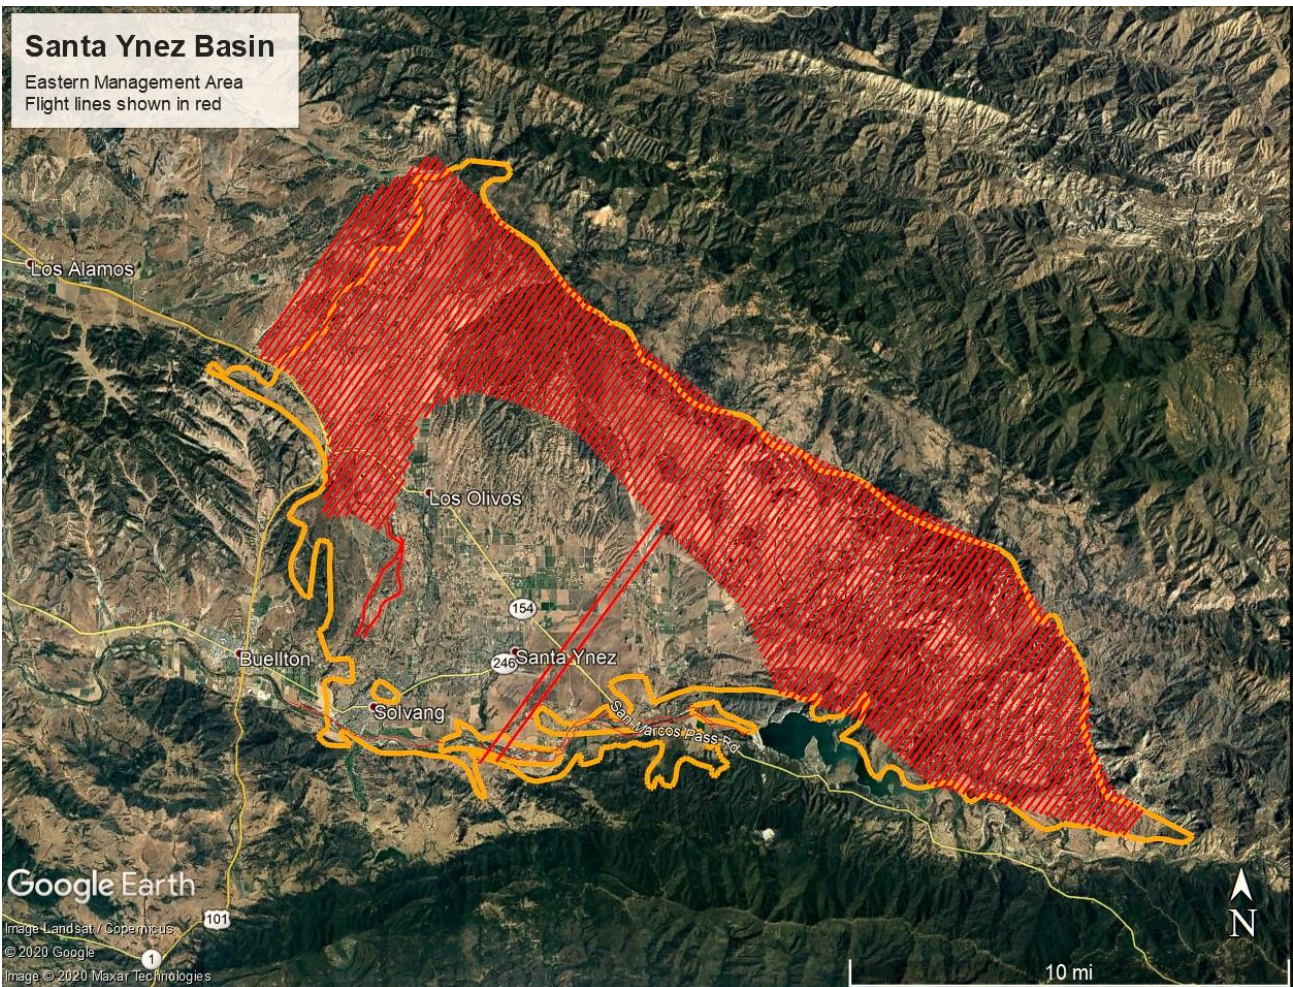 Santa Ynez Basin
Eastern Management Area
Flight lines shown in red
Los Alamos
Los Olivos
154
Buellton
246
Santa Ynez
Solvang
San Marcos Pass Rd
Google Earth
101
Image Landsat / Copernicus
© 2020 Google
1
Image © 2020 Maxar Technologies
N
10 mi